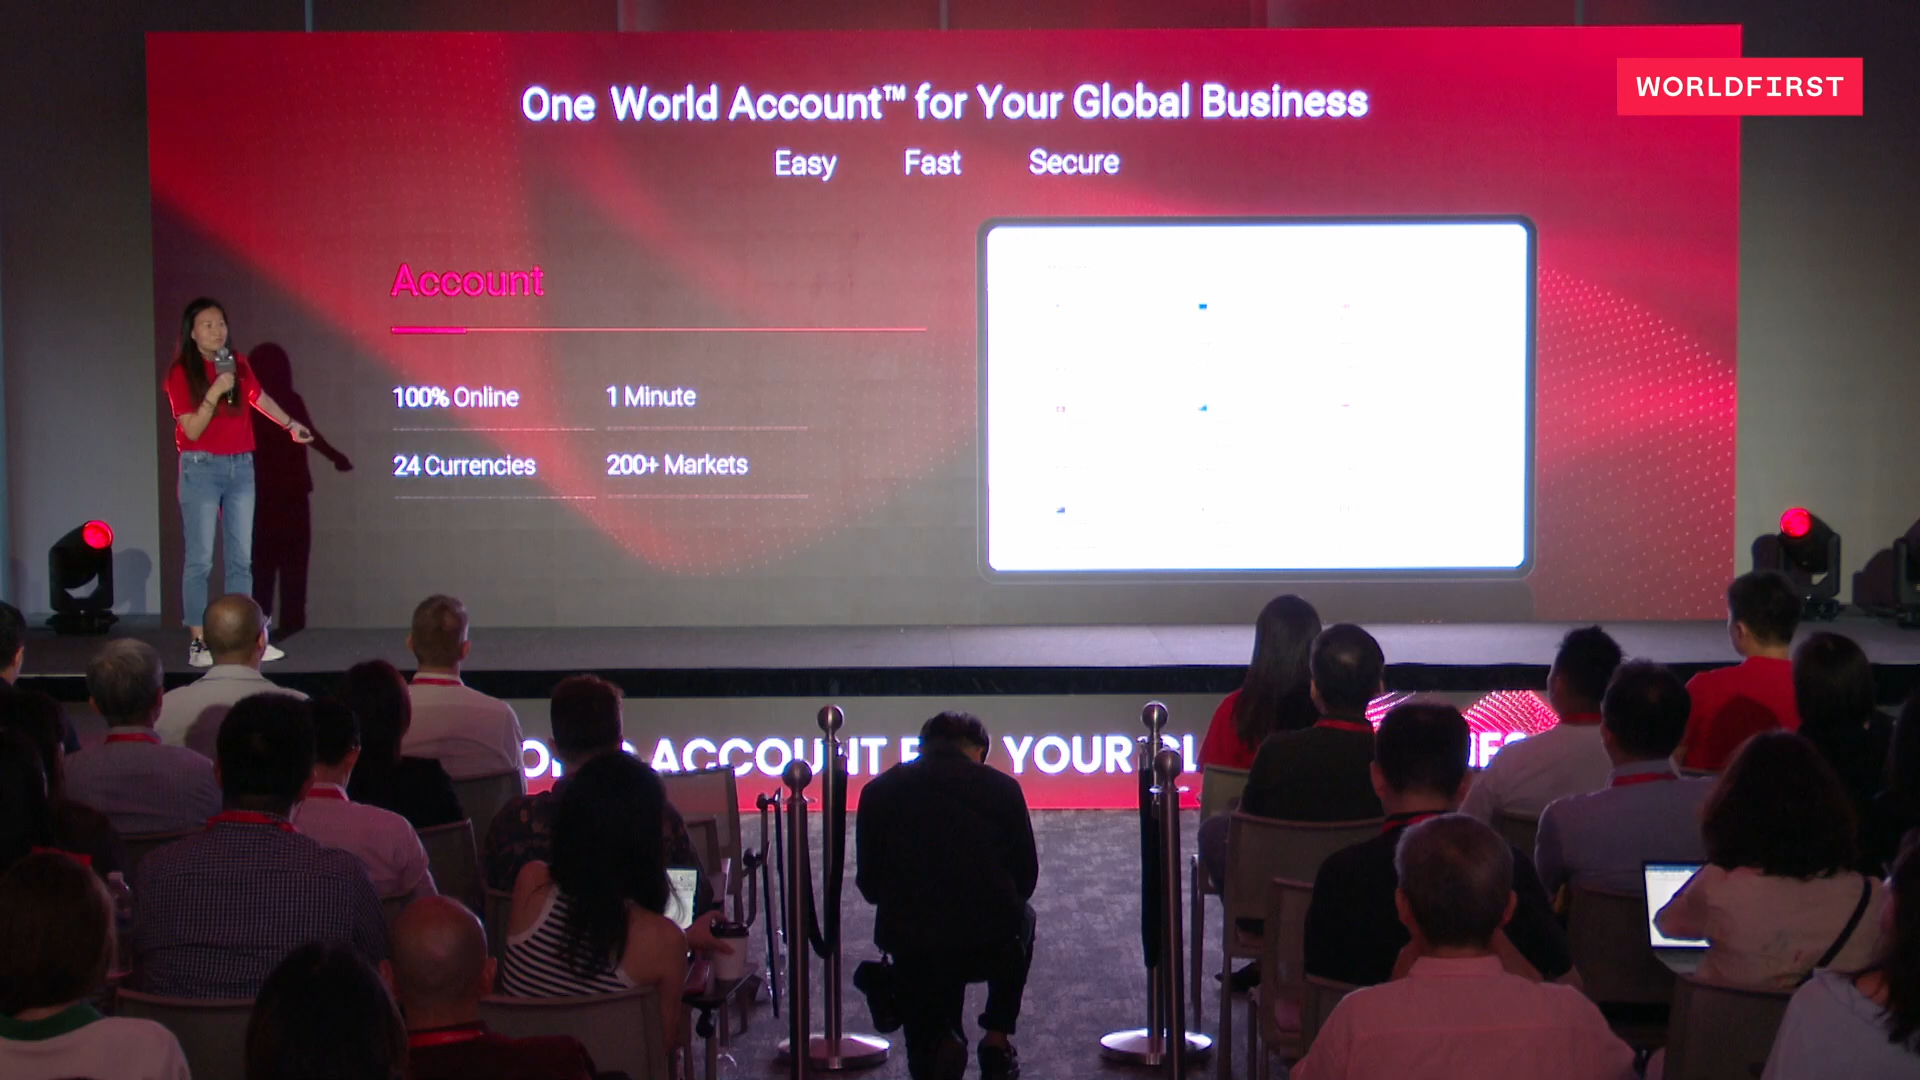 WORLDFIRST
One World Account™ for Your Global Business
Easy Fast Secure
Account
100% Online 1 Minute
24 Currencies 200+ Markets
ACCOUNT YOUR